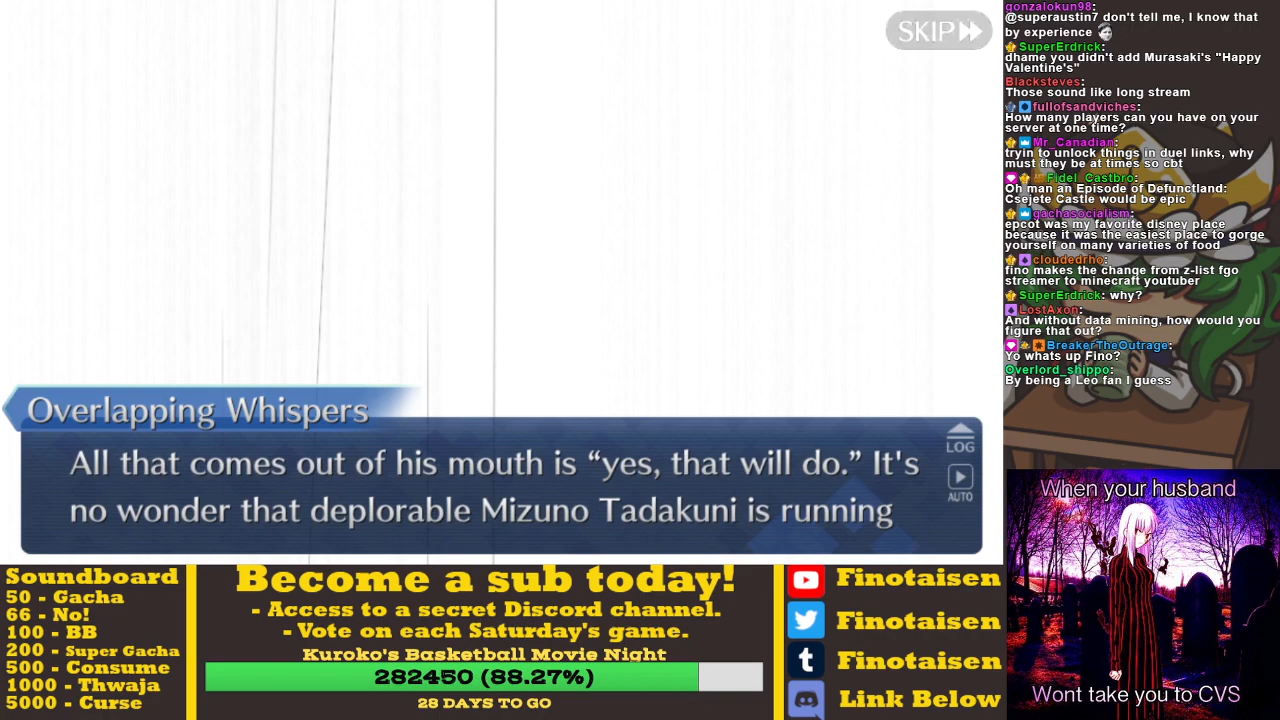 SKIP
Overlapping Whispers
All that comes out of his mouth is “yes, that will do.” It's
no wonder that deplorable Mizuno Tadakuni is running
LOG
AUTO
Soundboard
50 - Gacha
66 - No!
100 - BB
200 - Super Gacha
500 - Consume
1000 - Thwaja
5000 - Curse
Become a sub today!
- Access to a secret Discord channel.
- Vote on each Saturday's game.
Kuroko's Basketball Movie Night
282450 (88.27%)
28 DAYS TO GO
Finotaisen
Finotaisen
Finotaisen
Link Below
gonzalokun98:
@superaustin7 don't tell me, I know that
by experience
SuperErdrick:
dhame you didn't add Murasaki's "Happy
Valentine's"
Blacksteves:
Those sound like long stream
fullofsandviches:
How many players can you have on your
server at one time?
Mr_Canadian:
tryin to unlock things in duel links, why
must they be at times so cbt
Fidel_Castbro:
Oh man an Episode of Defunctland:
Csejete Castle would be epic
gachasocialism:
epcot was my favorite disney place
because it was the easiest place to gorge
yourself on many varieties of food
cloudedrho:
fino makes the change from z-list fgo
streamer to minecraft youtuber
SuperErdrick: why?
LostAxon:
And without data mining, how would you
figure that out?
BreakerTheOutrage:
Yo whats up Fino?
Overlord_shippo:
By being a Leo fan I guess
When your husband
Wont take you to CVS